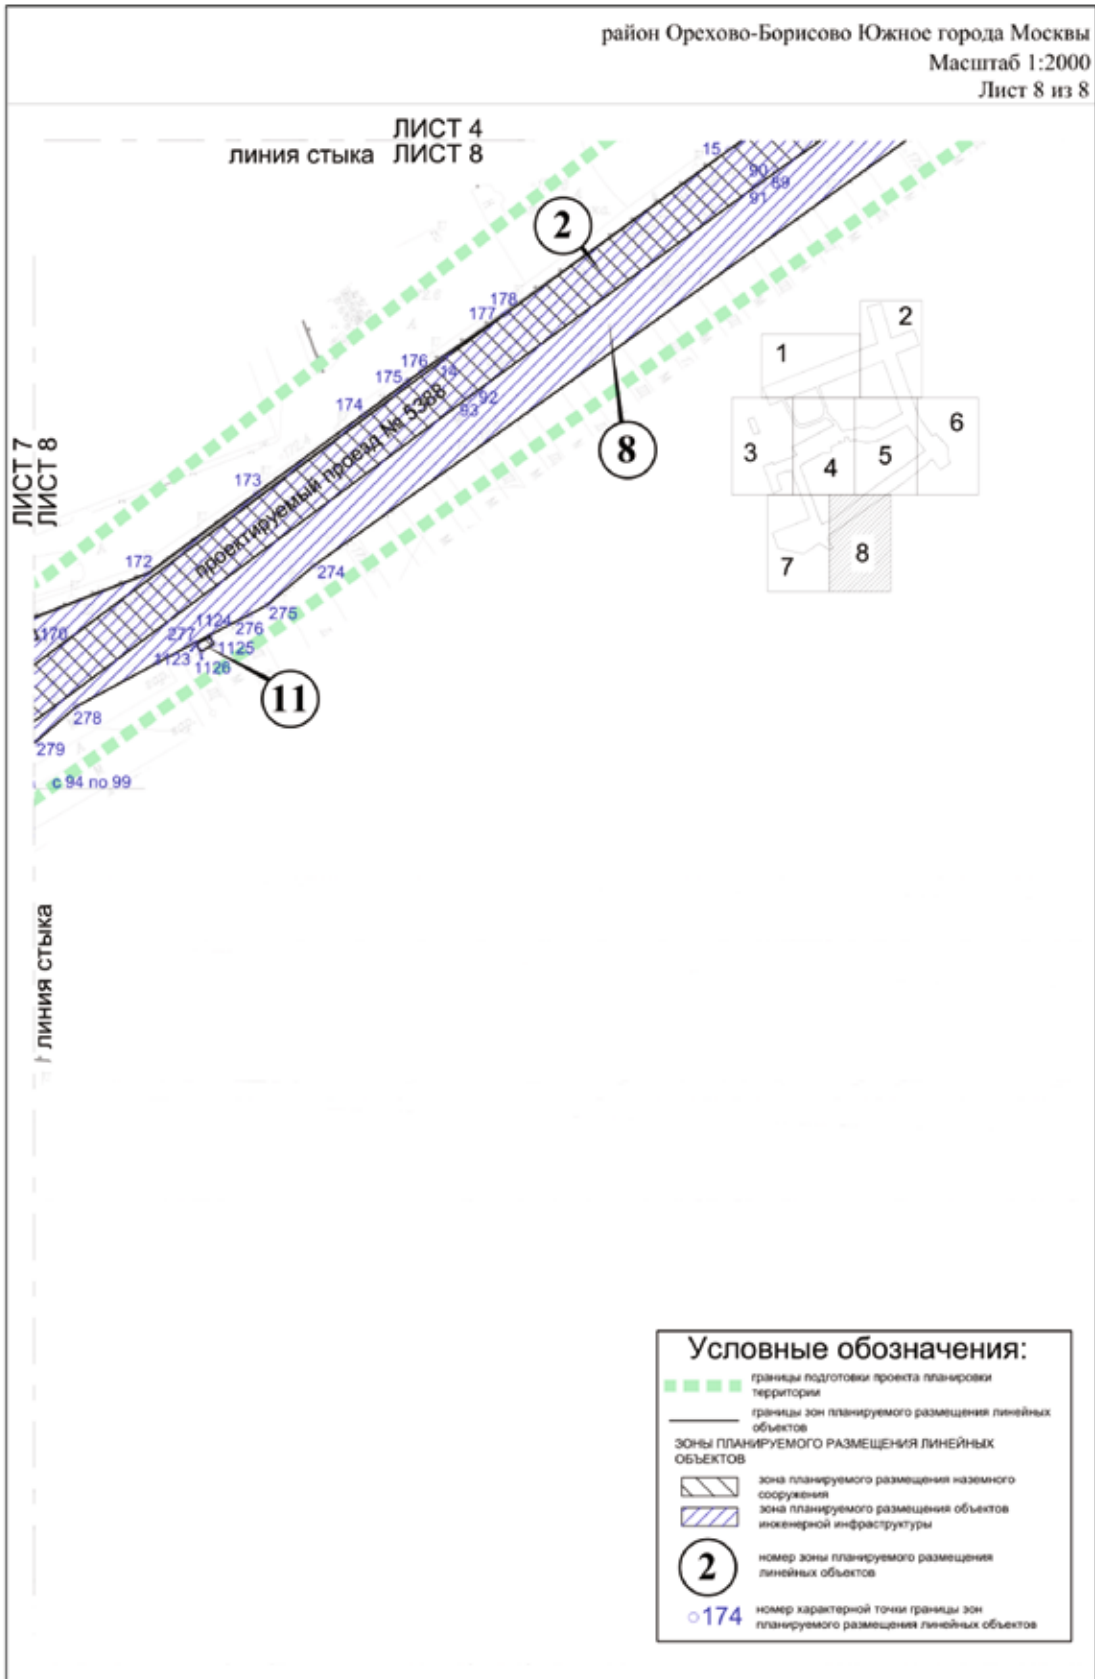 район Орехово-Борисово Южное города Москвы
Масштаб 1:2000
Лист 8 из 8
ЛИСТ 4
линия стыка ЛИСТ 8
15
90
89
91
2
178
177
176
14
175
92
93
174
8
173
проектируемый проезд № 5388
ЛИСТ 7
ЛИСТ 8
172
274
275
1124
276
170
277
1125
1123
1126
11
278
279
с 94 по 99
линия стыка
1
2
3
4
5
6
7
8
Условные обозначения:
границы подготовки проекта планировки
территории
границы зон планируемого размещения линейных
объектов
ЗОНЫ ПЛАНИРУЕМОГО РАЗМЕЩЕНИЯ ЛИНЕЙНЫХ
ОБЪЕКТОВ
зона планируемого размещения наземного
сооружения
зона планируемого размещения объектов
инженерной инфраструктуры
2
номер зоны планируемого размещения
линейных объектов
174
номер характерной точки границы зон
планируемого размещения линейных объектов